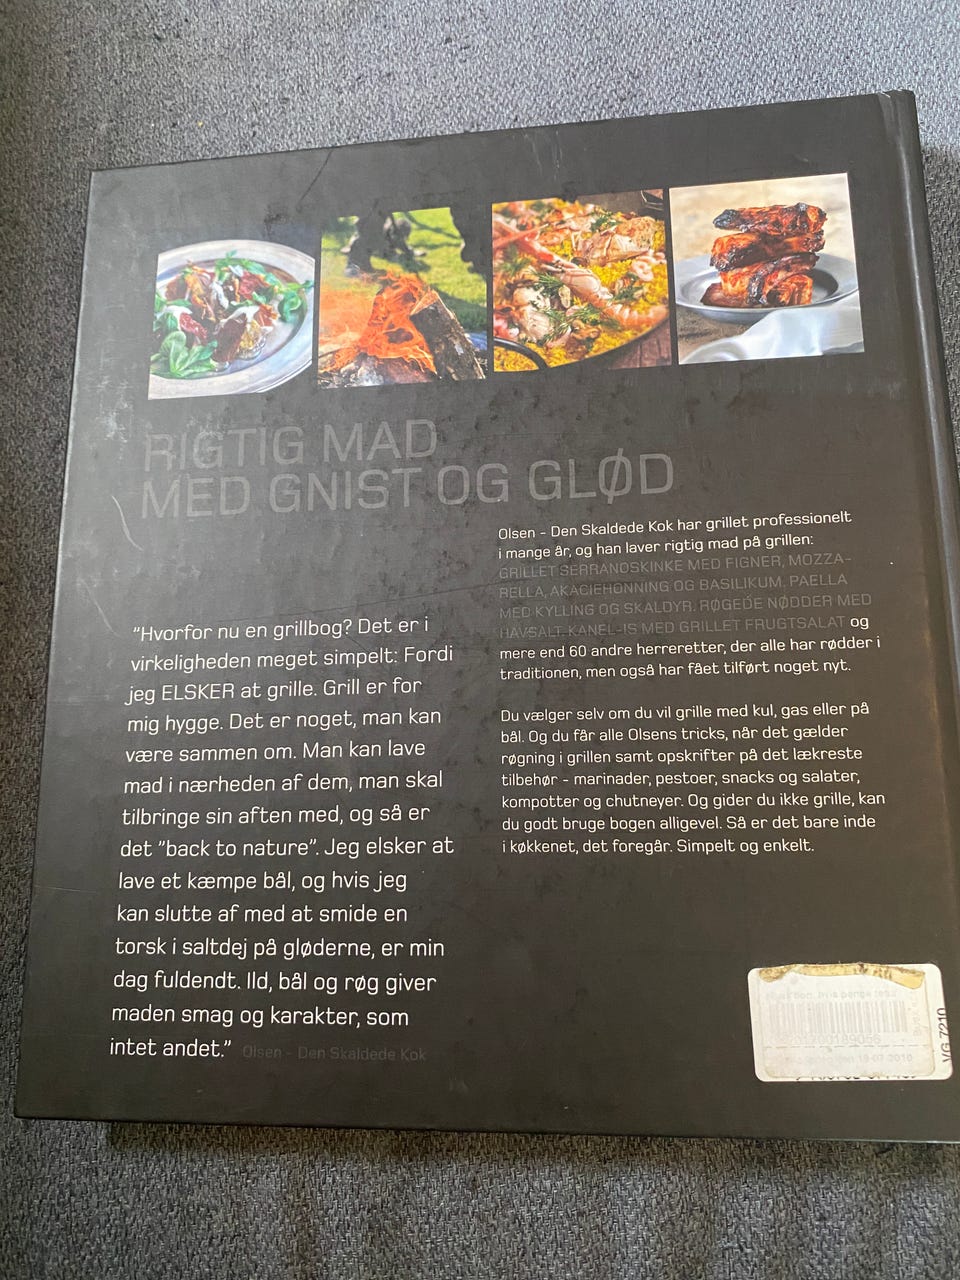 RIGTIG MAD
MED GNIST OG GLØD
"Hvorfor nu en grillbog? Det er i
virkeligheden meget simpelt: Fordi
jeg ELSKER at grille. Grill er for
mig hygge. Det er noget, man kan
være sammen om. Man kan lave
mad i nærheden af dem, man skal
tilbringe sin aften med, og så er
det "back to nature". Jeg elsker at
lave et kæmpe bål, og hvis jeg
kan slutte af med at smide en
torsk i saltdej på gløderne, er min
dag fuldendt. Ild, bål og røg giver
maden smag og karakter, som
intet andet." Olsen - Den Skaldede Kok
Olsen - Den Skaldede Kok har grillet professionelt
i mange år, og han laver rigtig mad på grillen:
GRILLET SERRANOSKINKE MED FIGNER, MOZZA-
RELLA, AKACIEHONNING OG BASILIKUM, PAELLA
MED KYLLING OG SKALDYR, RØGEDE NØDDER MED
HAVSALT, KANEL-IS MED GRILLET FRUGTSALAT og
mere end 60 andre herreretter, der alle har rødder i
traditionen, men også har fået tilført noget nyt.
Du vælger selv om du vil grille med kul, gas eller på
bål. Og du får alle Olsens tricks, når det gælder
røgning i grillen samt opskrifter på det lækreste
tilbehør - marinader, pestoer, snacks og salater,
kompotter og chutneyer. Og gider du ikke grille, kan
du godt bruge bogen alligevel. Så er det bare inde
i køkkenet, det foregår. Simpelt og enkelt.
VG 7210